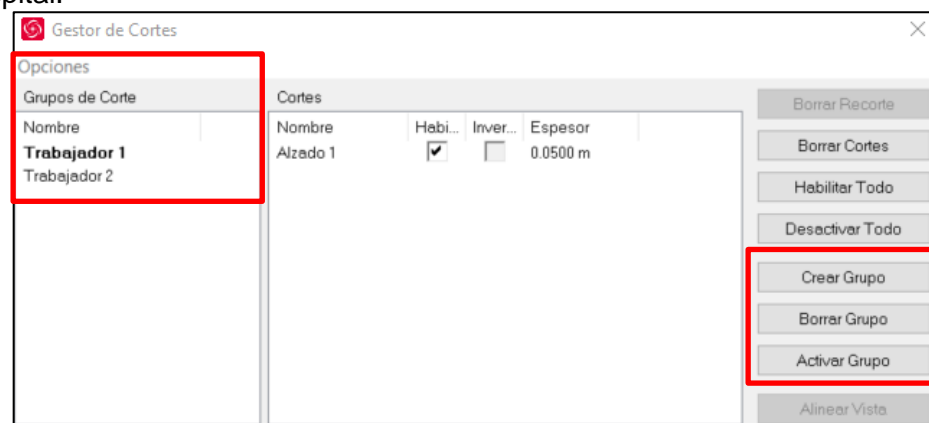 pital.
Gestor de Cortes
Opciones
Grupos de Corte
Nombre
Trabajador 1
Trabajador 2
Cortes
Nombre Habi... Inver... Espesor
Alzado 1 0.0500 m
Borrar Recorte
Borrar Cortes
Habilitar Todo
Desactivar Todo
Crear Grupo
Borrar Grupo
Activar Grupo
Alinear Vista